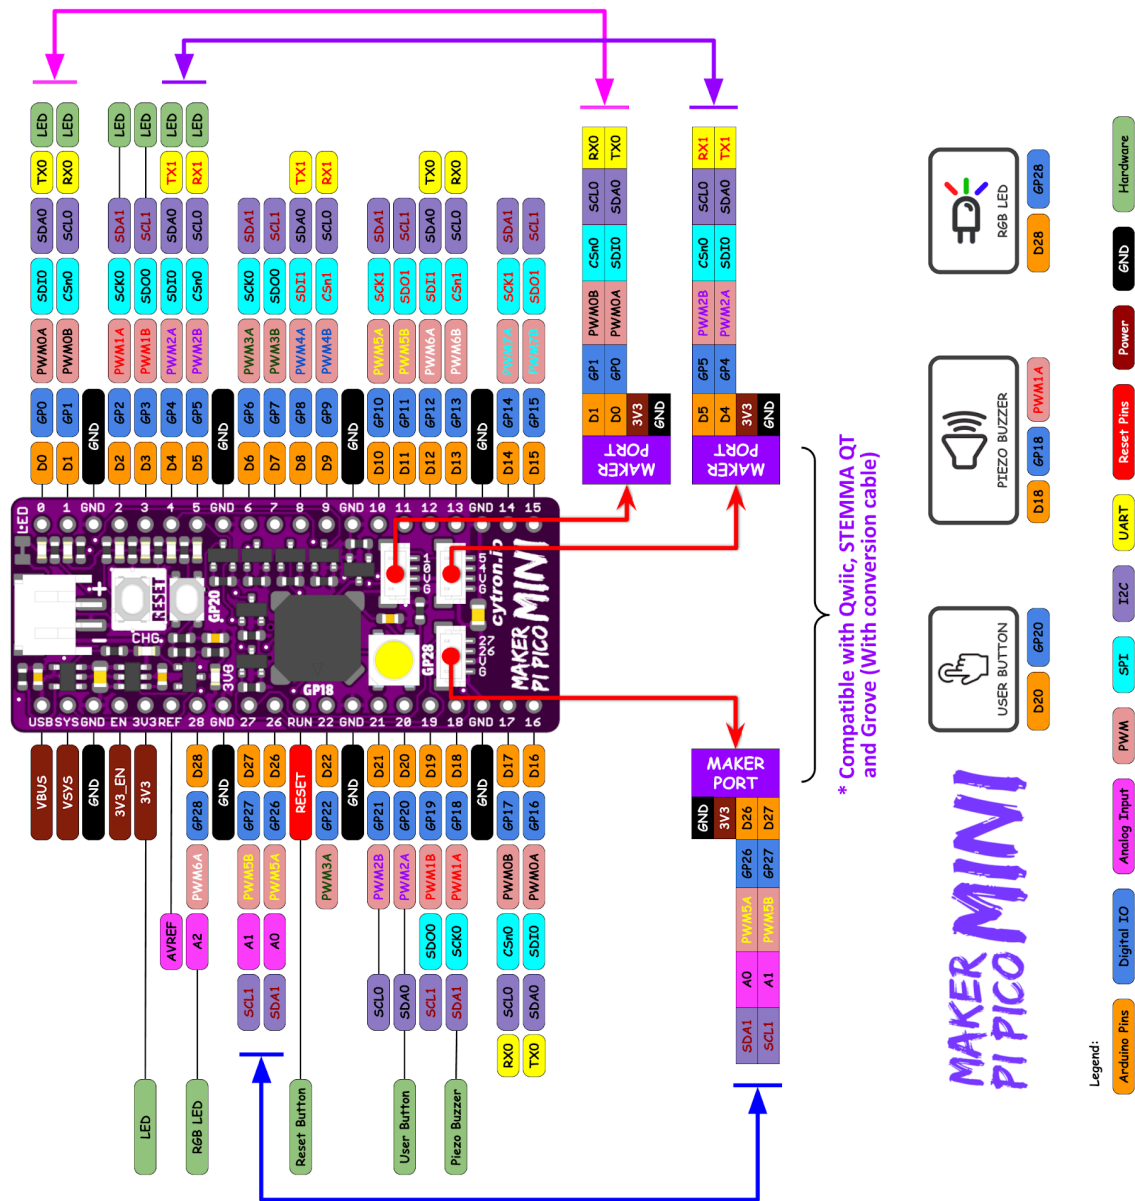 D0 GP0 PWM0A SDI0 SDA0 TX0 LED
D1 GP1 PWM0B CSn0 SCL0 RX0 LED
GND
D2 GP2 PWM1A SCK0 SDA1 LED
D3 GP3 PWM1B SDO0 SCL1 LED
D4 GP4 PWM2A SDI0 SDA0 TX1 LED
D5 GP5 PWM2B CSn0 SCL0 RX1 LED
GND
D6 GP6 PWM3A SCK0 SDA1
D7 GP7 PWM3B SDO0 SCL1
D8 GP8 PWM4A SDI1 SDA0 TX1
D9 GP9 PWM4B CSn1 SCL0 RX1
GND
D10 GP10 PWM5A SCK1 SDA1
D11 GP11 PWM5B SDO1 SCL1
D12 GP12 PWM6A SDI1 SDA0 TX0
D13 GP13 PWM6B CSn1 SCL0 RX0
GND
D14 GP14 PWM7A SCK1 SDA1
D15 GP15 PWM7B SDO1 SCL1
LED
0 1 GND 2 3 4 5 GND 6 7 8 9 GND 10 11 12 13 GND 14 15
+
−
RESET
GP20
CHG
3V3
GP18
GP28
1
0
V
G
5
4
V
G
27
26
V
G
cytron.io
MAKER
PI PICO
MINI
USB SYS GND EN 3V3 REF 28 GND 27 26 RUN 22 GND 21 20 19 18 GND 17 16
VBUS
VSYS
GND
3V3_EN
LED 3V3
AVREF
RGB LED A2 PWM6A GP28 D28
GND
SCL1 A1 PWM5B GP27 D27
SDA1 A0 PWM5A GP26 D26
Reset Button RESET
PWM3A GP22 D22
GND
SCL0 PWM2B GP21 D21
User Button SDA0 PWM2A GP20 D20
SCL1 SDO0 PWM1B GP19 D19
Piezo Buzzer SDA1 SCK0 PWM1A GP18 D18
GND
RX0 SCL0 CSn0 PWM0B GP17 D17
TX0 SDA0 SDI0 PWM0A GP16 D16
MAKER
PORT
D1 GP1 PWM0B CSn0 SCL0 RX0
D0 GP0 PWM0A SDI0 SDA0 TX0
3V3
GND
MAKER
PORT
D5 GP5 PWM2B CSn0 SCL0 RX1
D4 GP4 PWM2A SDI0 SDA0 TX1
3V3
GND
MAKER
PORT
GND
3V3
SDA1 A0 PWM5A GP26 D26
SCL1 A1 PWM5B GP27 D27
* Compatible with Qwiic, STEMMA QT
and Grove (With conversion cable)
USER BUTTON
D20 GP20
PIEZO BUZZER
D18 GP18 PWM1A
RGB LED
D28 GP28
MAKER
PI PICO
MINI
Legend:
Arduino Pins
Digital IO
Analog Input
PWM
SPI
I2C
UART
Reset Pins
Power
GND
Hardware